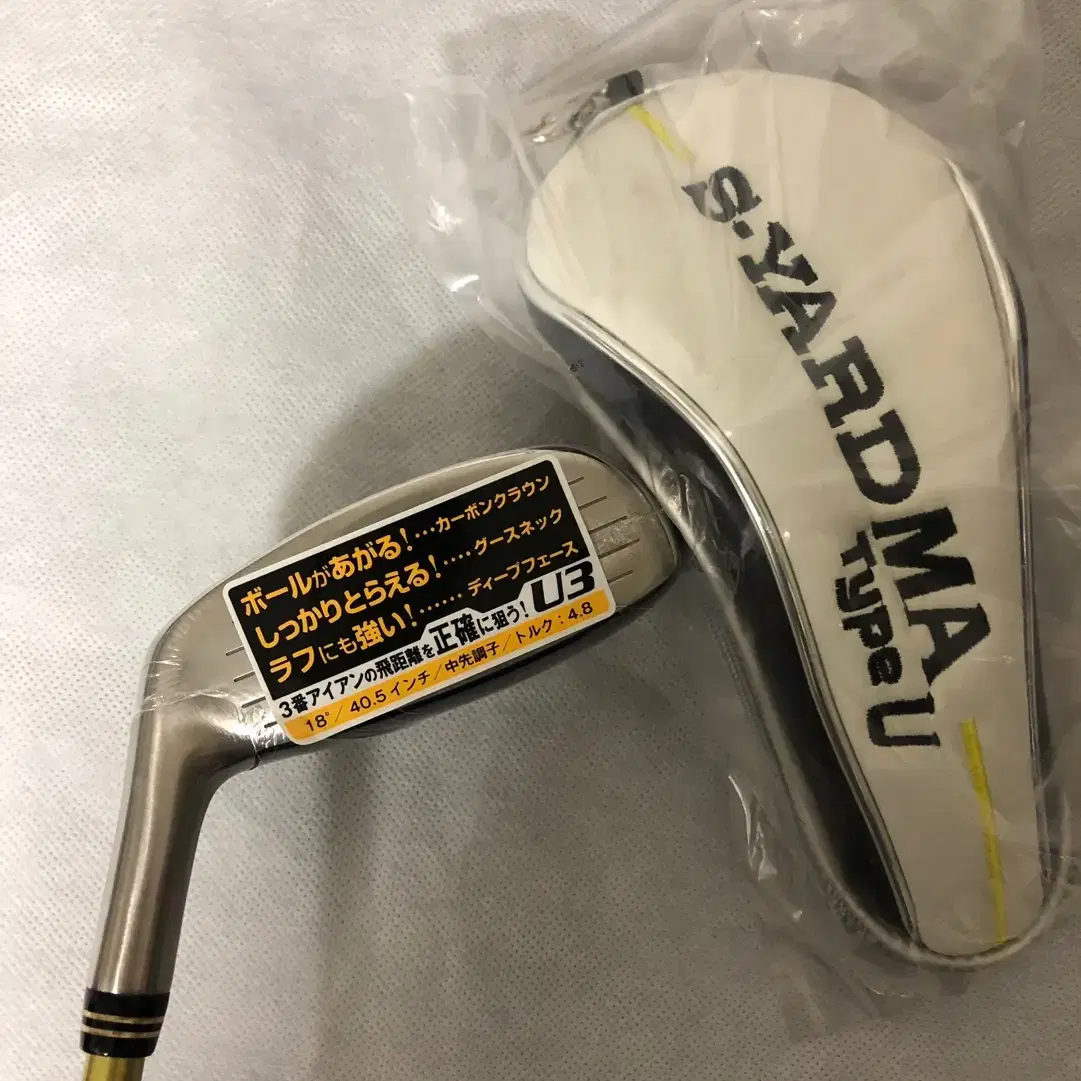 S-YARD MA
Type U
ボールがあがる!…カーボンクラウン
しっかりとらえる!……グースネック
ラフにも強い!……ディープフェース
3番アイアンの飛距離を正確に狙う! U3
18°/40.5インチ/中先調子/トルク:4.8